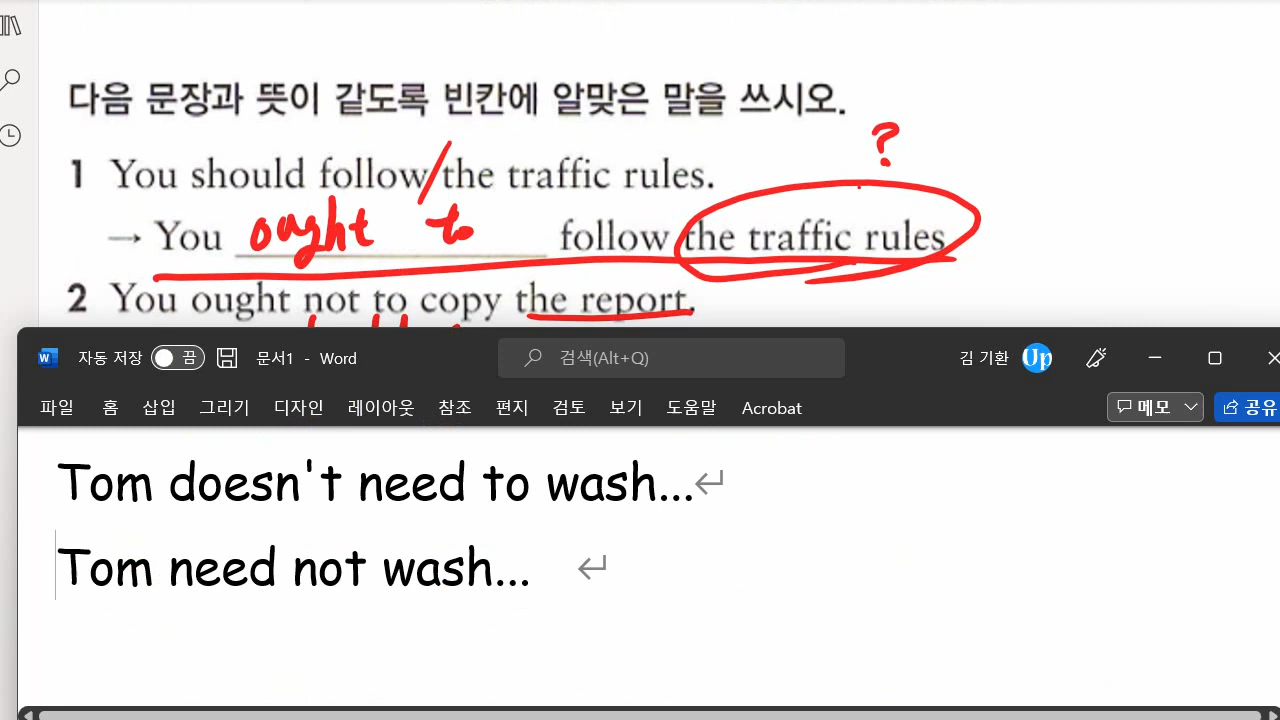 다음 문장과 뜻이 같도록 빈칸에 알맞은 말을 쓰시오.
?
1 You should follow/the traffic rules.
→ You ought to follow the traffic rules
2 You ought not to copy the report.
자동 저장 끔 문서1 - Word 검색(Alt+Q) 김 기환 Up
파일 홈 삽입 그리기 디자인 레이아웃 참조 편지 검토 보기 도움말 Acrobat 메모 공유
Tom doesn't need to wash...
Tom need not wash...